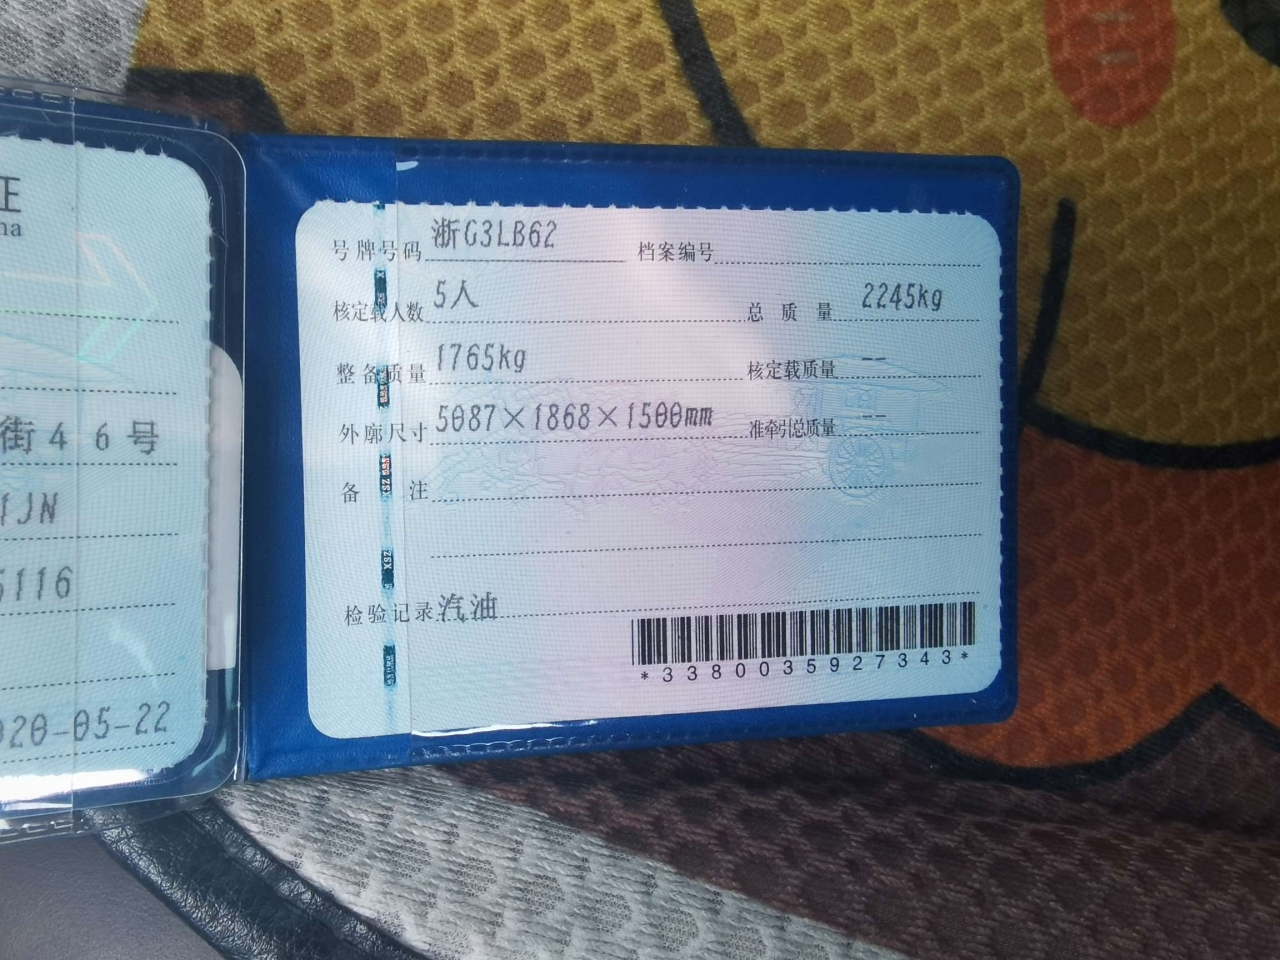 正
na
街46号
JN
5116
020-05-22
号牌号码 浙G3LB62 档案编号
核定载人数 5人 总质量 2245kg
整备质量 1765kg 核定载质量 --
外廓尺寸 5087×1868×1500mm 准牵引总质量 --
备注
检验记录 汽油
*3380035927343*